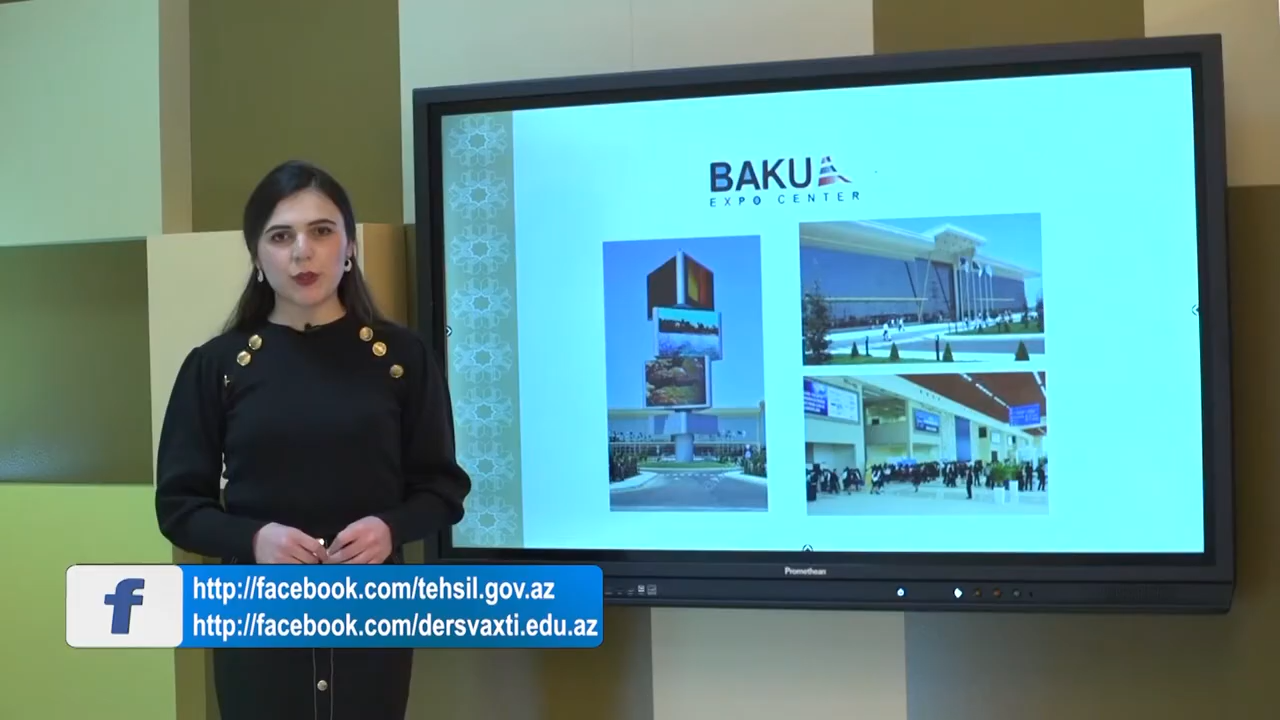 BAKU
EXPO CENTER
Promethean
http://facebook.com/tehsil.gov.az
http://facebook.com/dersvaxti.edu.az